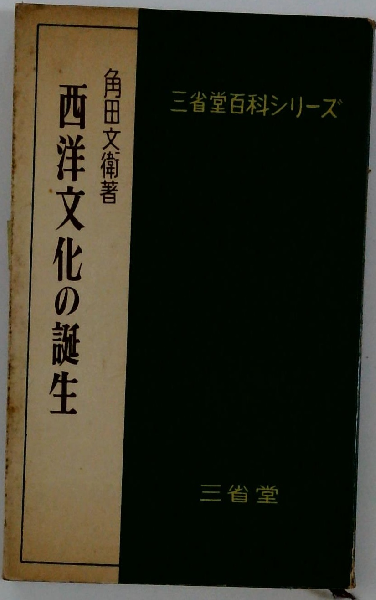 三省堂百科シリーズ
角田文衛著
西洋文化の誕生
三省堂